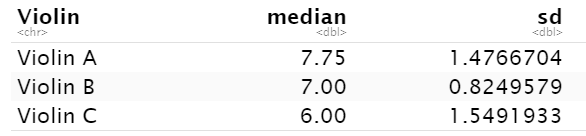 Violin median sd
<chr> <dbl> <dbl>
Violin A 7.75 1.4766704
Violin B 7.00 0.8249579
Violin C 6.00 1.5491933